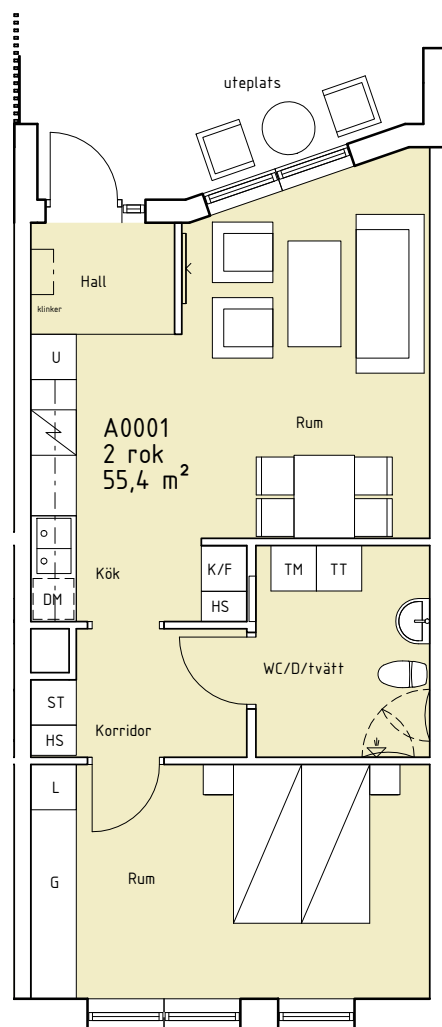 uteplats
Hall
klinker
U
A0001
2 rok
55,4 m²
Rum
Kök
K/F
HS
TM
TT
DM
WC/D/tvätt
ST
HS
Korridor
L
G
Rum